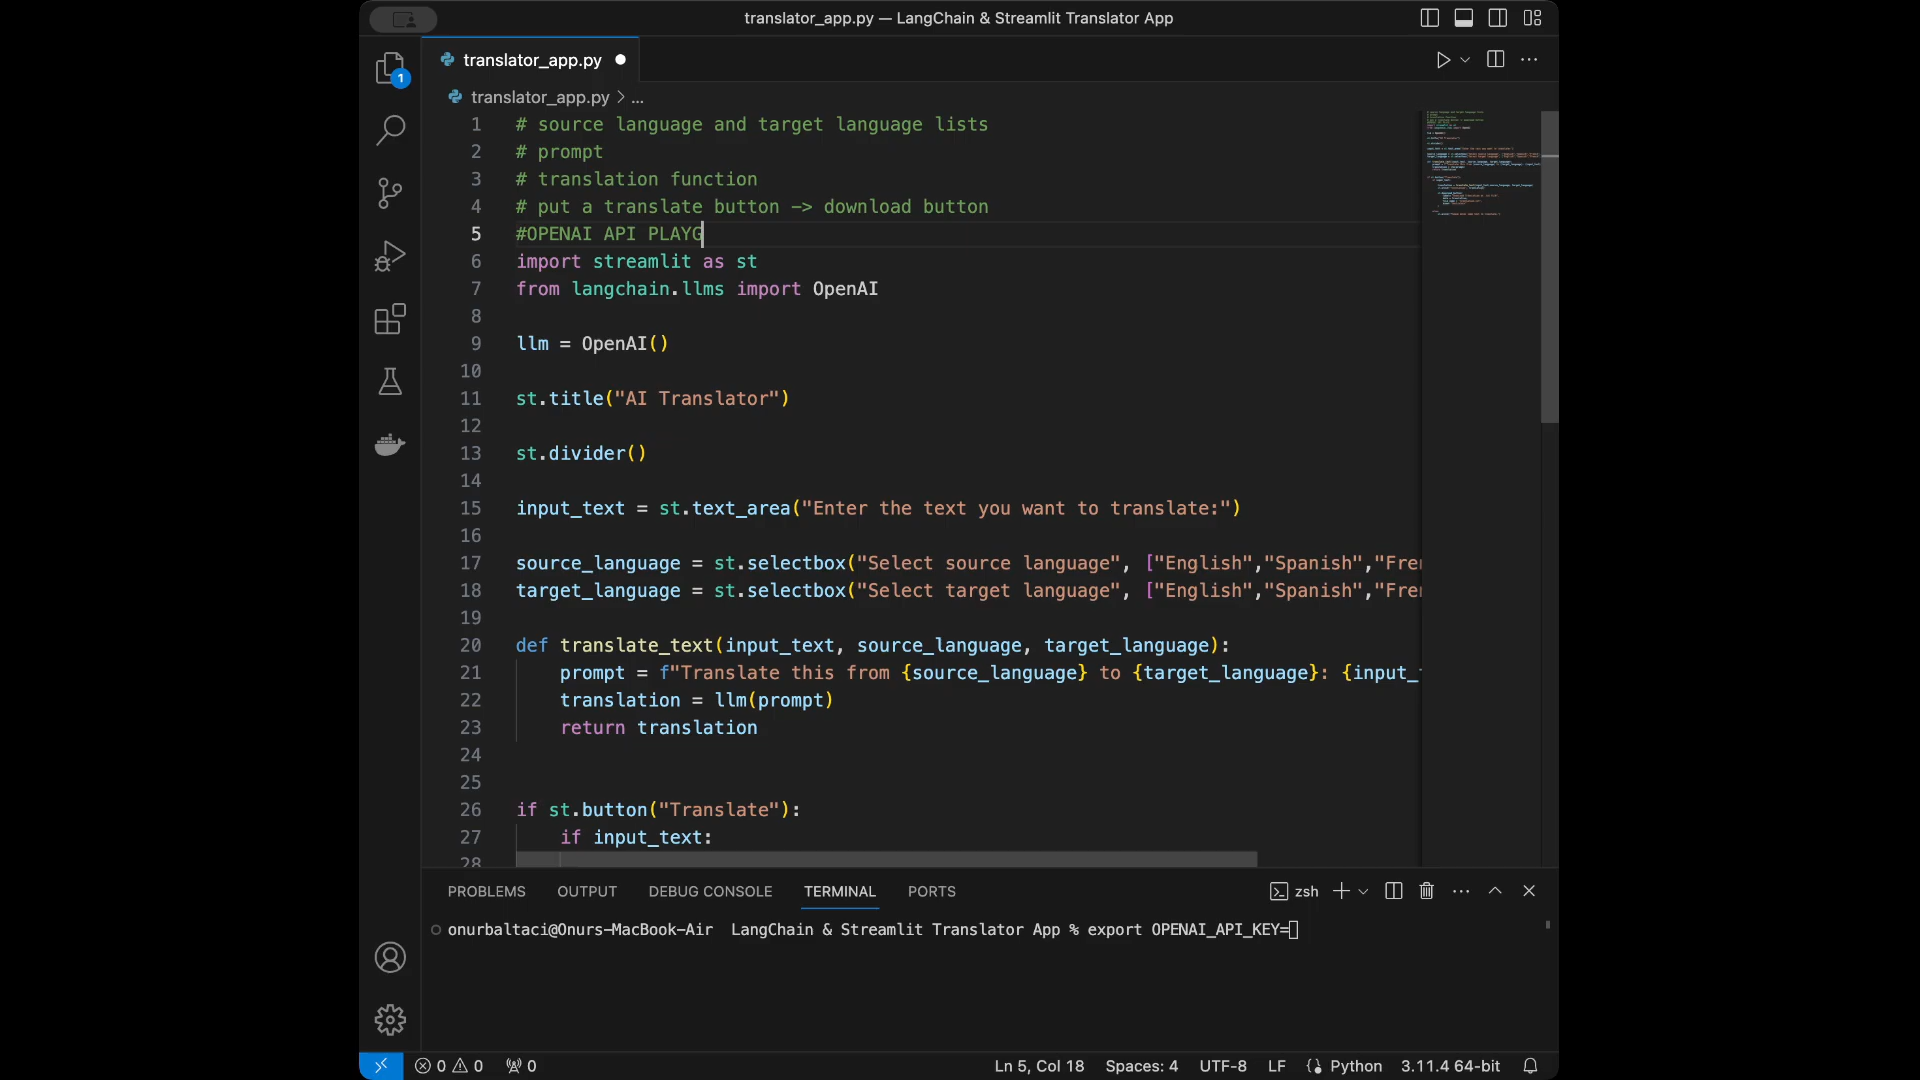 translator_app.py — LangChain & Streamlit Translator App
1
translator_app.py
translator_app.py > ...
1 # source language and target language lists
2 # prompt
3 # translation function
4 # put a translate button -> download button
5 #OPENAI API PLAYG
6 import streamlit as st
7 from langchain.llms import OpenAI
8
9 llm = OpenAI()
10
11 st.title("AI Translator")
12
13 st.divider()
14
15 input_text = st.text_area("Enter the text you want to translate:")
16
17 source_language = st.selectbox("Select source language", ["English","Spanish","Fren
18 target_language = st.selectbox("Select target language", ["English","Spanish","Fren
19
20 def translate_text(input_text, source_language, target_language):
21 prompt = f"Translate this from {source_language} to {target_language}: {input_
22 translation = llm(prompt)
23 return translation
24
25
26 if st.button("Translate"):
27 if input_text:
28
PROBLEMS OUTPUT DEBUG CONSOLE TERMINAL PORTS zsh
onurbaltaci@Onurs-MacBook-Air LangChain & Streamlit Translator App % export OPENAI_API_KEY=
0 0 0 Ln 5, Col 18 Spaces: 4 UTF-8 LF Python 3.11.4 64-bit